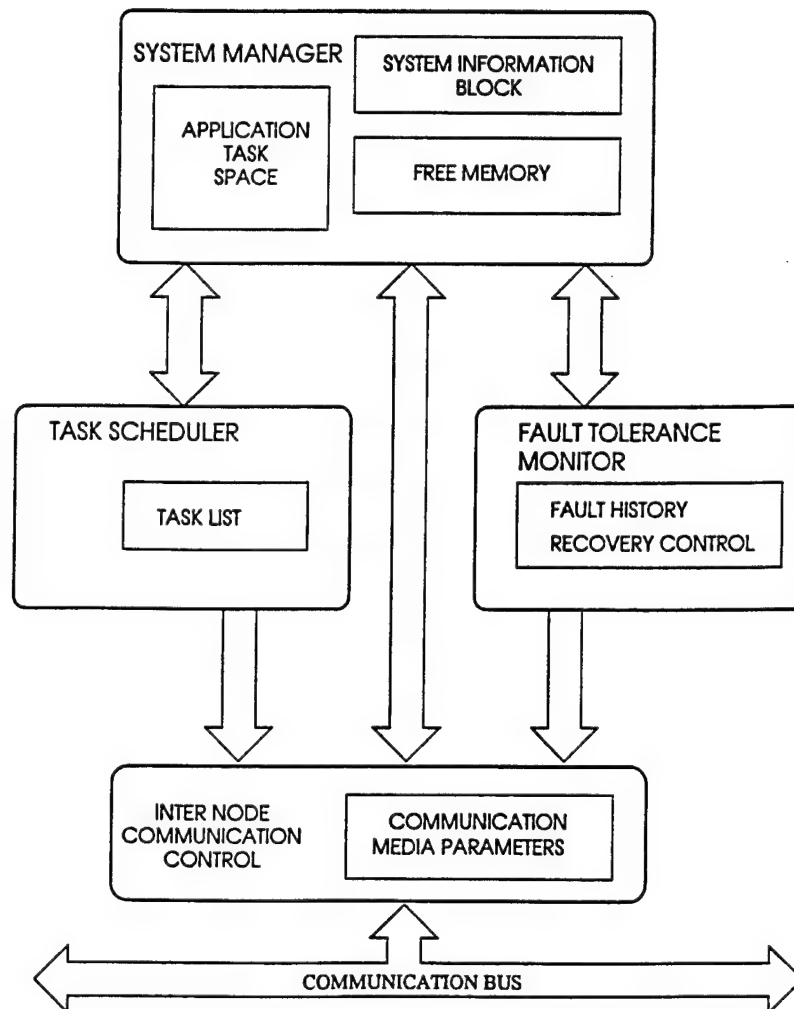 SYSTEM MANAGER
SYSTEM INFORMATION
BLOCK
APPLICATION
TASK
SPACE
FREE MEMORY
TASK SCHEDULER
TASK LIST
FAULT TOLERANCE
MONITOR
FAULT HISTORY
RECOVERY CONTROL
INTER NODE
COMMUNICATION
CONTROL
COMMUNICATION
MEDIA PARAMETERS
COMMUNICATION BUS